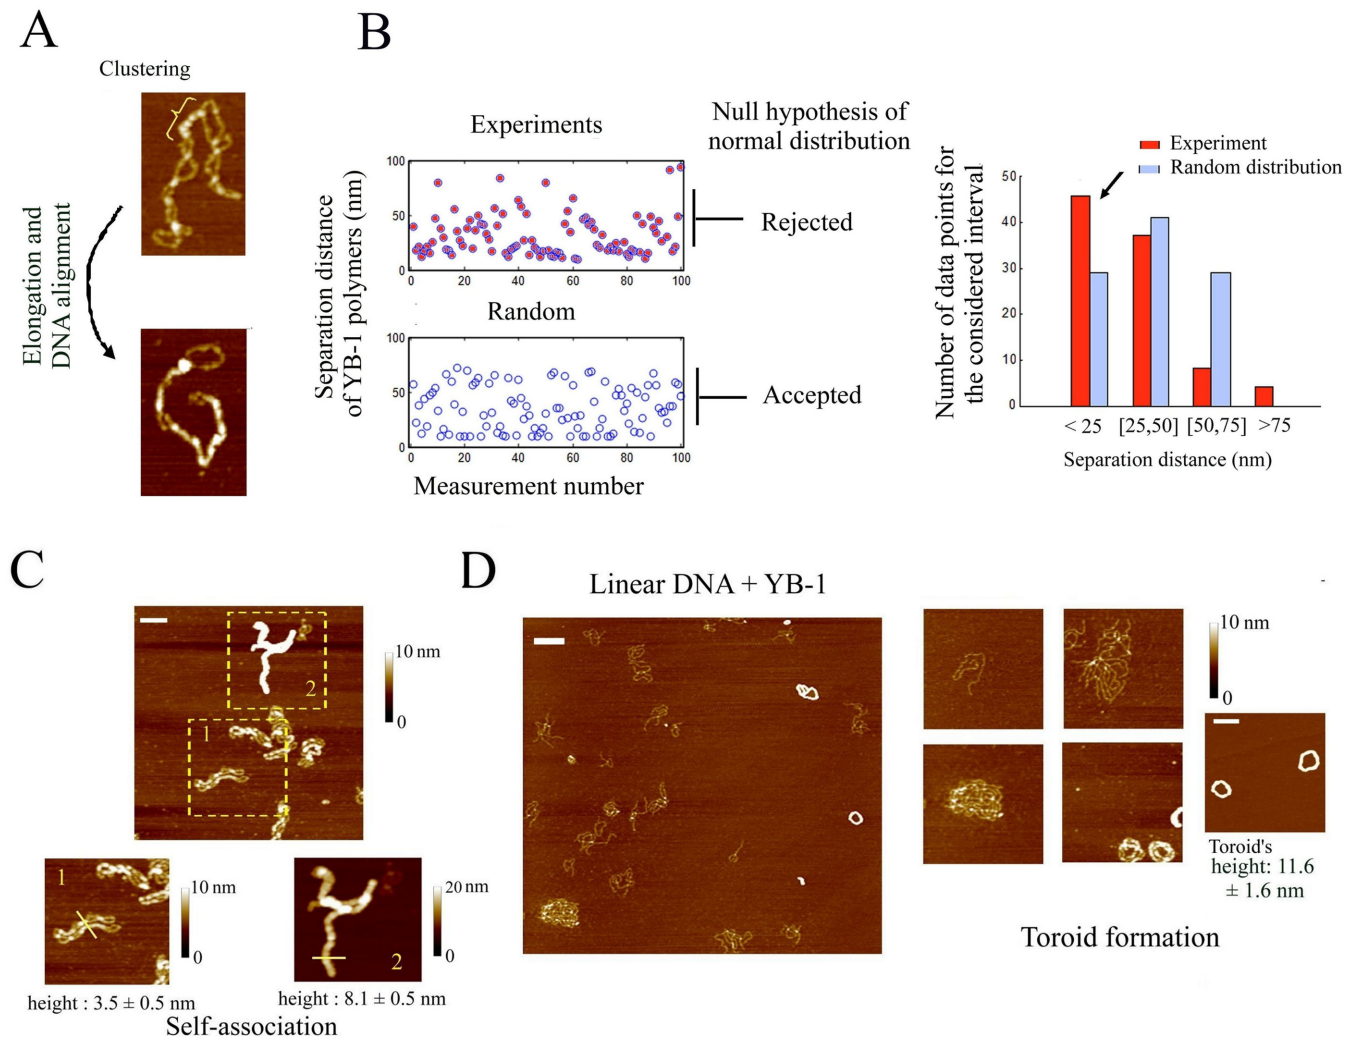 A
Clustering
Elongation and
DNA alignment
B
Experiments
Null hypothesis of
normal distribution
Separation distance
of YB-1 polymers (nm)
100
50
0
0
20
40
60
80
100
Rejected
Random
100
50
0
0
20
40
60
80
100
Accepted
Measurement number
Experiment
Random distribution
Number of data points for
the considered interval
50
40
30
20
10
0
< 25
[25,50]
[50,75]
>75
Separation distance (nm)
C
2
1
10 nm
0
1
10 nm
0
height : 3.5 ± 0.5 nm
2
20 nm
0
height : 8.1 ± 0.5 nm
Self-association
D
Linear DNA + YB-1
10 nm
0
Toroid's
height: 11.6
± 1.6 nm
Toroid formation